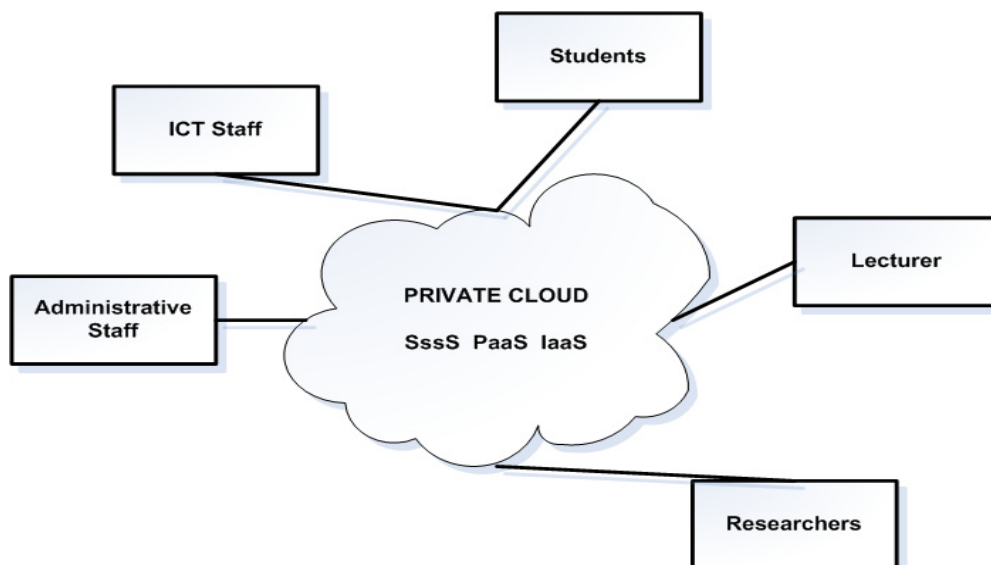 Students
ICT Staff
Lecturer
Administrative
Staff
PRIVATE CLOUD
SssS PaaS IaaS
Researchers